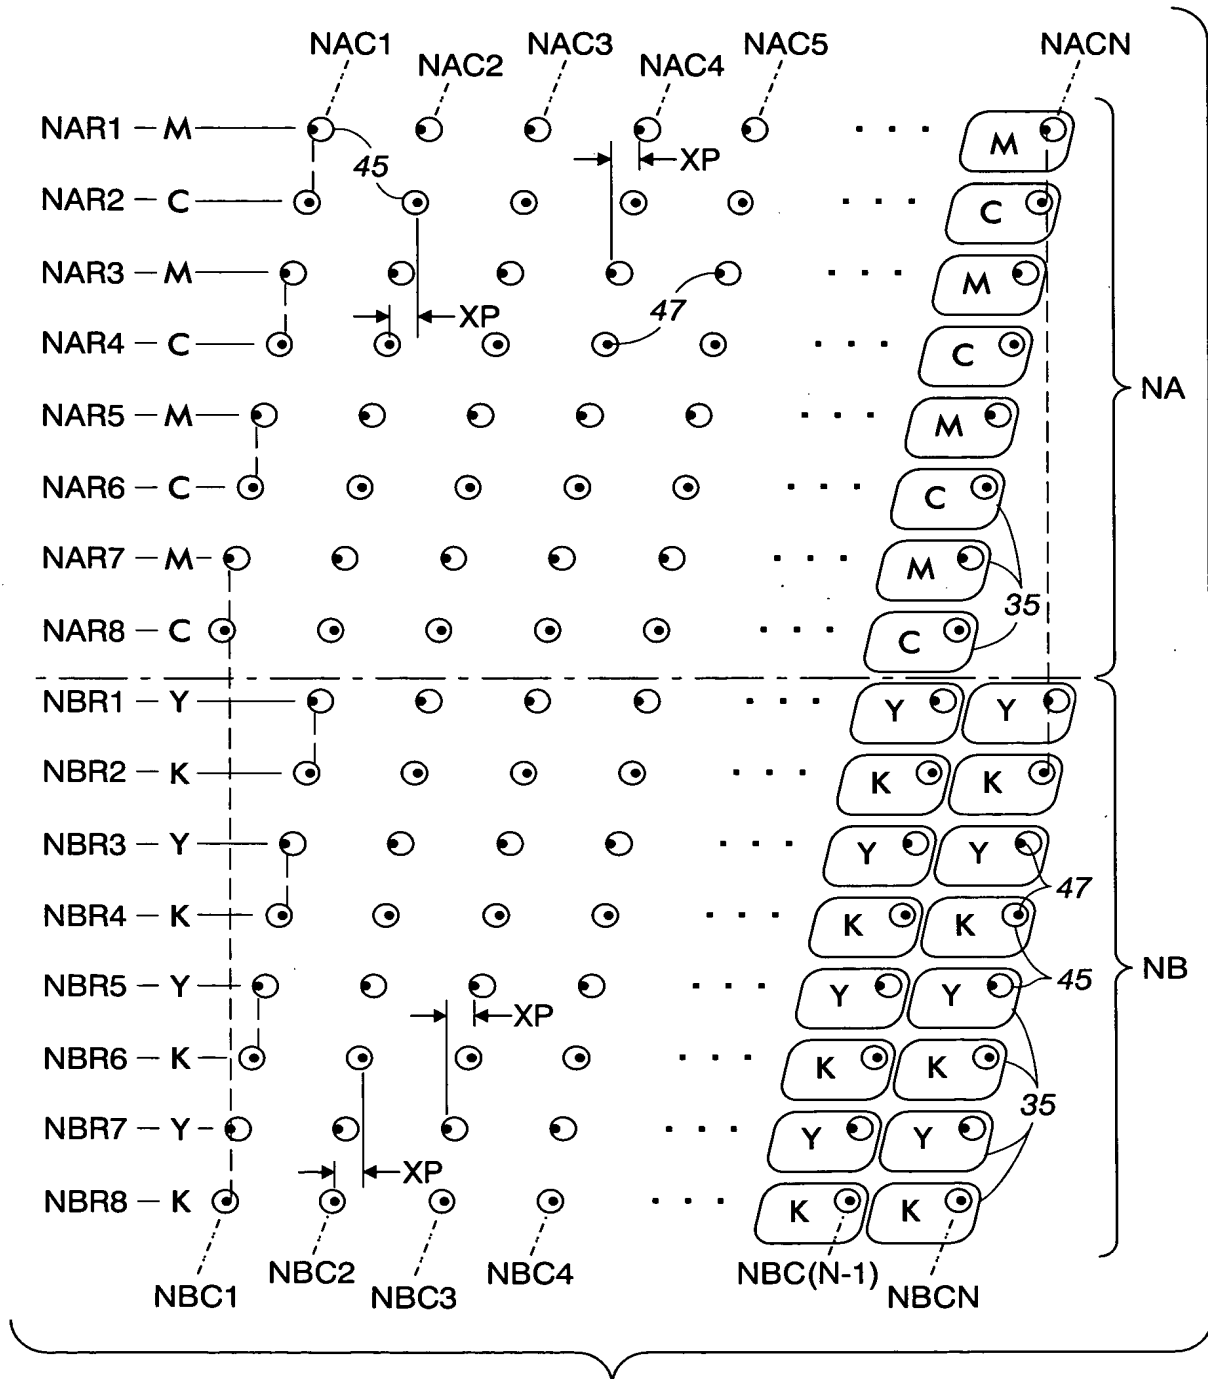 NAC1 NAC2 NAC3 NAC4 NAC5 NACN
NAR1 – M M
45 XP
NAR2 – C C
NAR3 – M M
47
XP
NAR4 – C C
NA
NAR5 – M M
NAR6 – C C
NAR7 – M M
35
NAR8 – C C
NBR1 – Y Y Y
NBR2 – K K K
NBR3 – Y Y Y
47
NBR4 – K K K
NB
45
NBR5 – Y Y Y
XP
NBR6 – K K K
35
NBR7 – Y Y Y
XP
NBR8 – K K K
NBC1 NBC2 NBC3 NBC4 NBC(N-1) NBCN